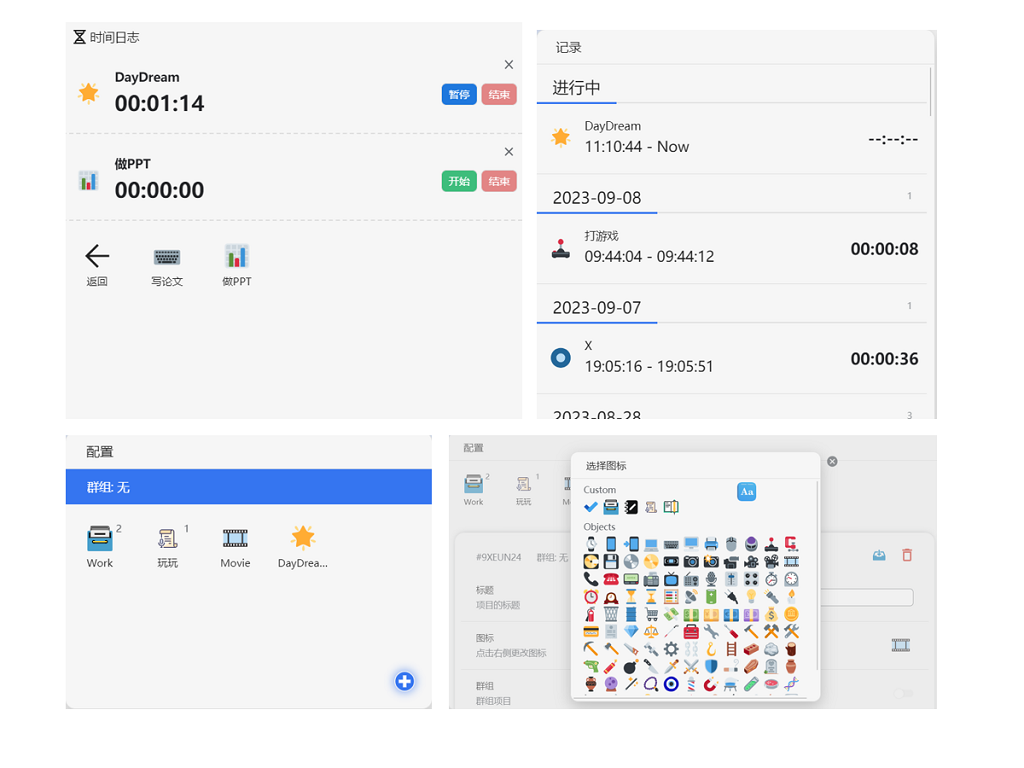 时间日志
DayDream
00:01:14
暂停
结束
做PPT
00:00:00
开始
结束
返回
写论文
做PPT
记录
进行中
DayDream
11:10:44 - Now
--:--:--
2023-09-08
1
打游戏
09:44:04 - 09:44:12
00:00:08
2023-09-07
1
X
19:05:16 - 19:05:51
00:00:36
2023-08-28
3
配置
群组: 无
2
Work
1
玩玩
Movie
DayDrea...
配置
2
Work
1
玩玩
选择图标
Custom
Aa
Objects
#9XEUN24
群组: 无
标题
项目的标题
图标
点击右侧更改图标
群组
群组项目